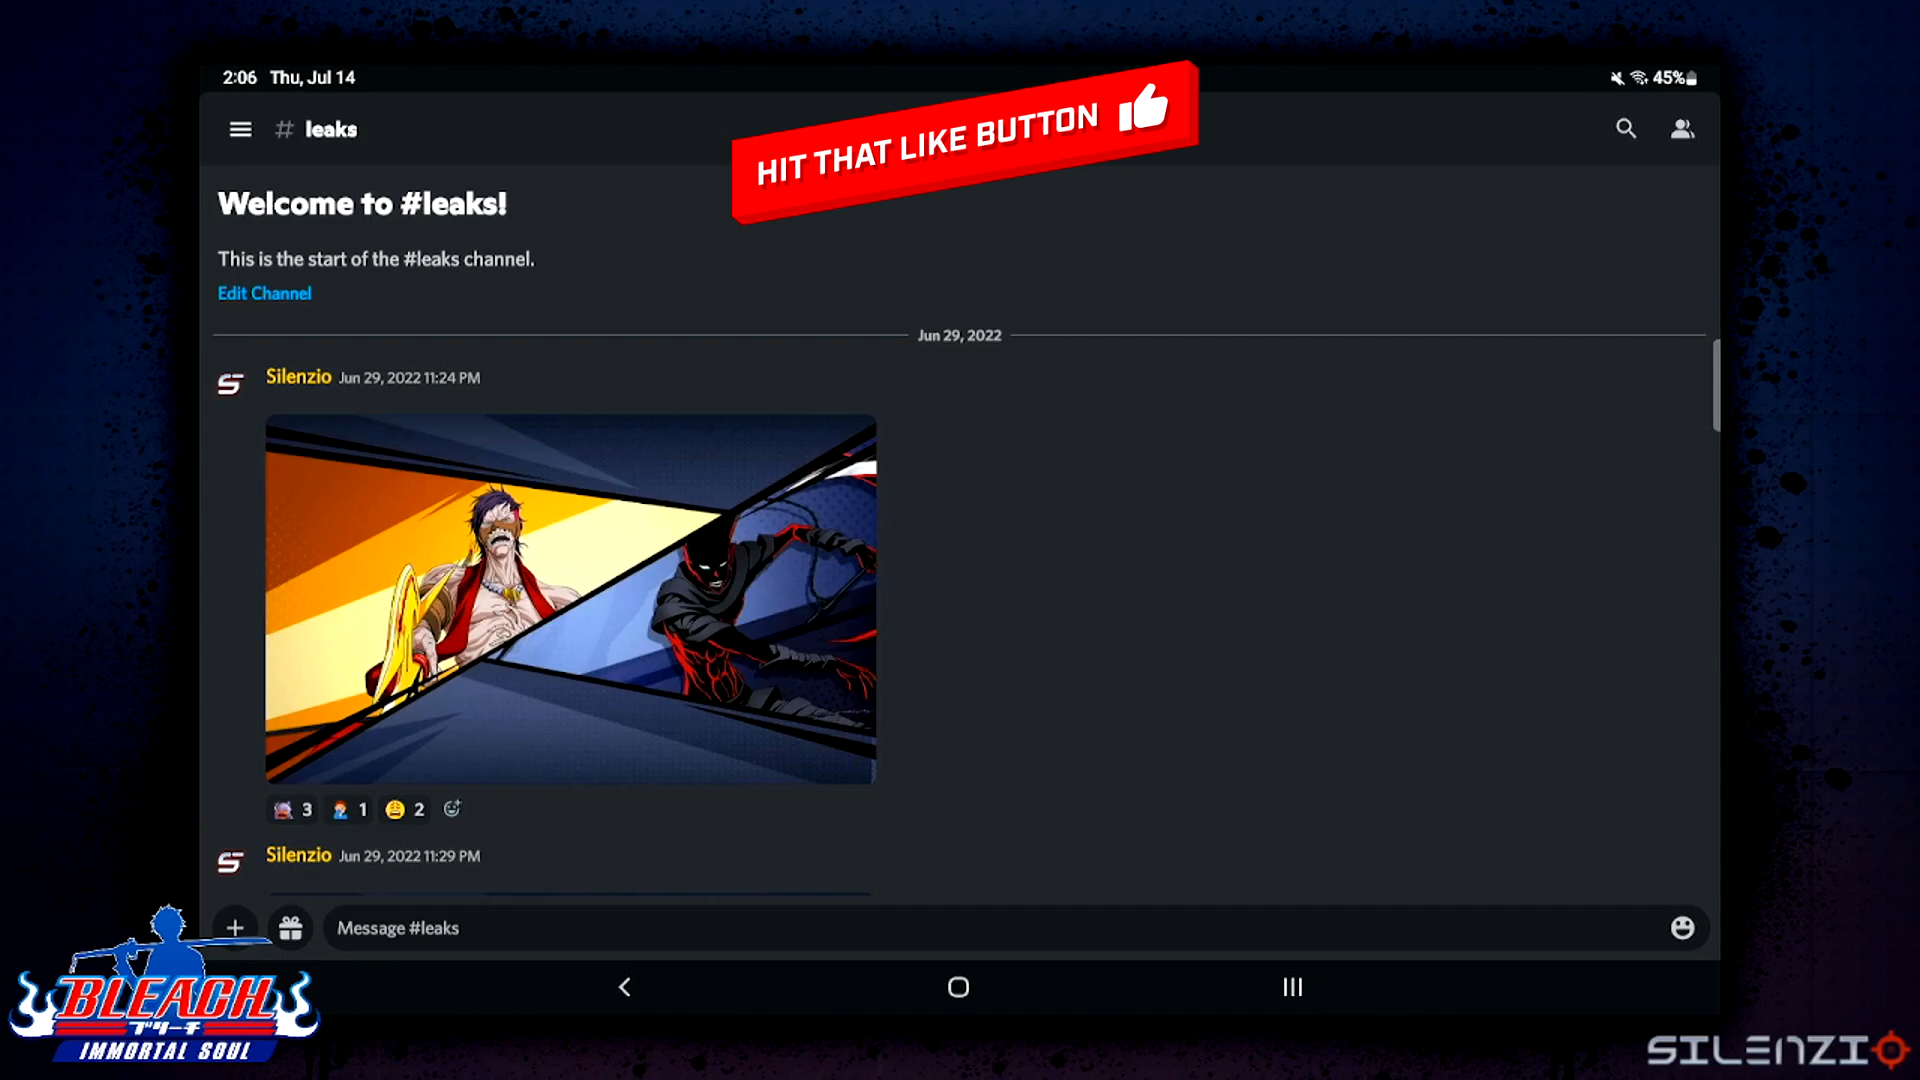 2:06 Thu, Jul 14
45%
# leaks
HIT THAT LIKE BUTTON
Welcome to #leaks!
This is the start of the #leaks channel.
Edit Channel
Jun 29, 2022
Silenzio Jun 29, 2022 11:24 PM
3 1 2
Silenzio Jun 29, 2022 11:29 PM
Message #leaks
BLEACH
ブリーチ
IMMORTAL SOUL
SILENZIO